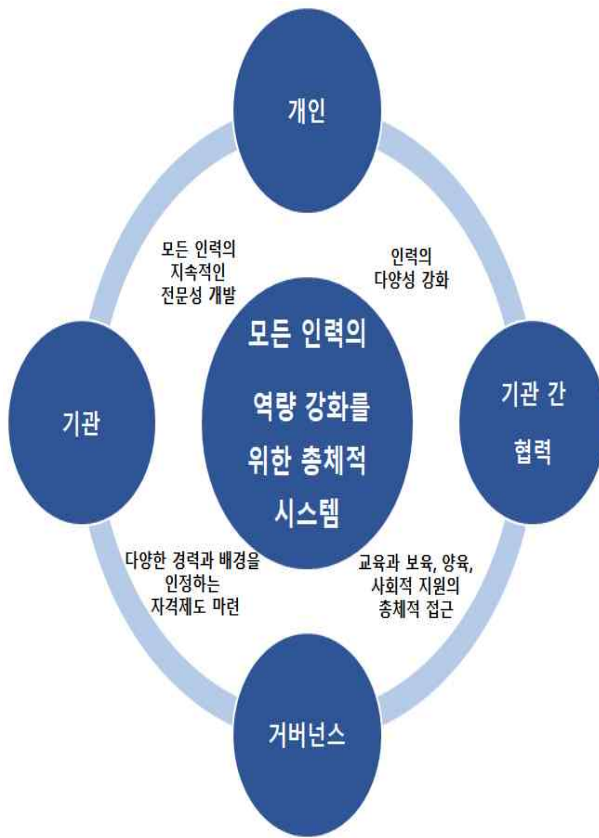 개인
모든 인력의
지속적인
전문성 개발
인력의
다양성 강화
기관
모든 인력의
역량 강화를
위한 총체적
시스템
기관 간
협력
다양한 경력과 배경을
인정하는
자격제도 마련
교육과 보육, 양육,
사회적 지원의
총체적 접근
거버넌스